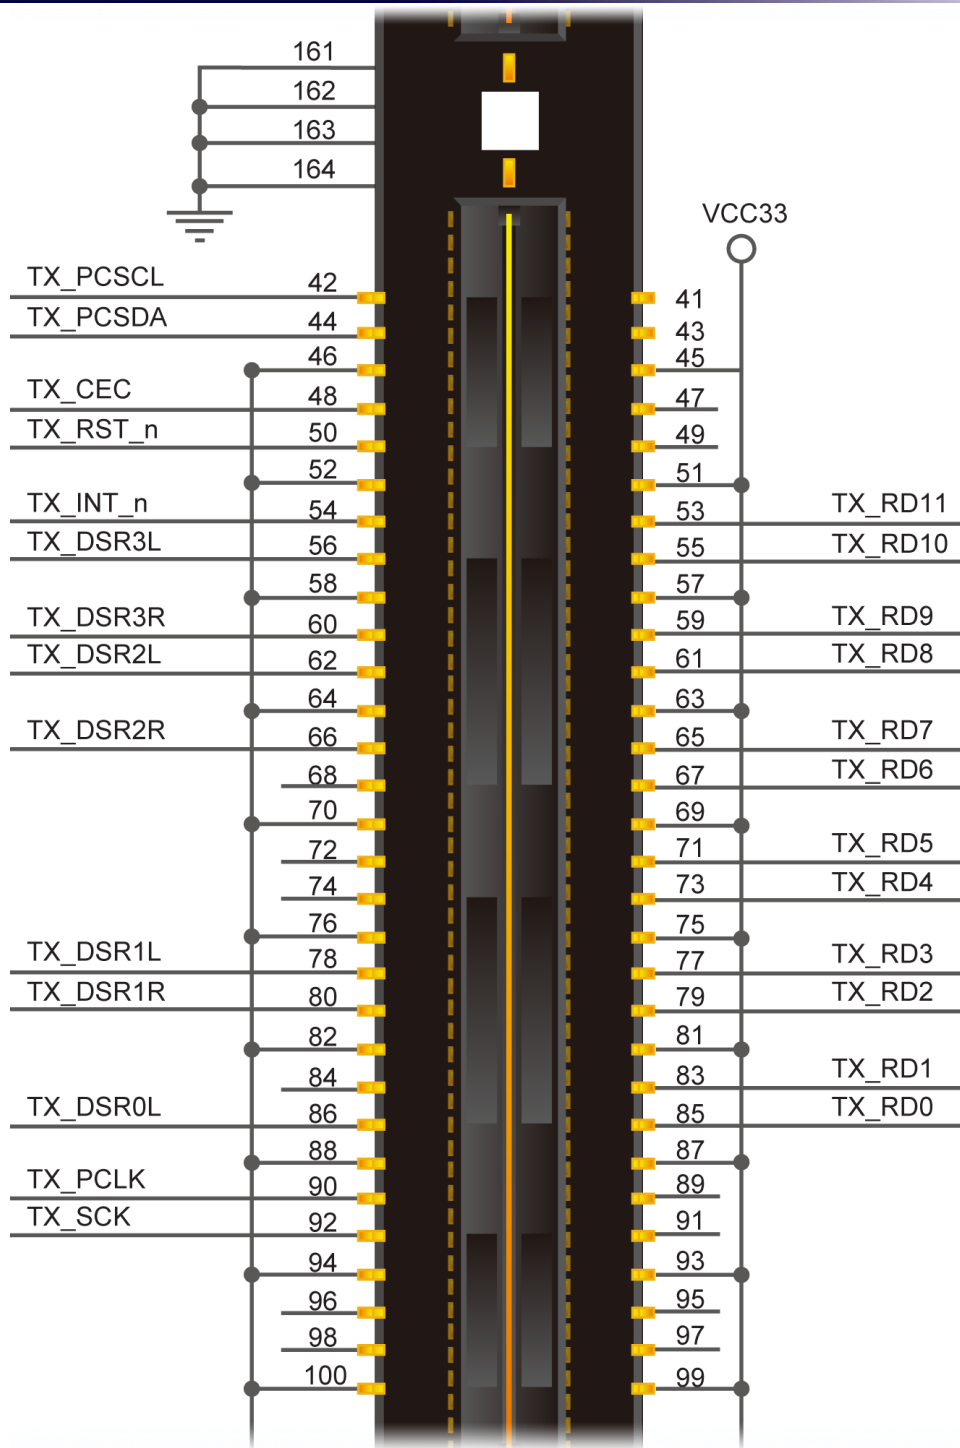 161
162
163
164
VCC33
TX_PCSCL 42 41
TX_PCSDA 44 43
46 45
TX_CEC 48 47
TX_RST_n 50 49
52 51
TX_INT_n 54 53 TX_RD11
TX_DSR3L 56 55 TX_RD10
58 57
TX_DSR3R 60 59 TX_RD9
TX_DSR2L 62 61 TX_RD8
64 63
TX_DSR2R 66 65 TX_RD7
68 67 TX_RD6
70 69
72 71 TX_RD5
74 73 TX_RD4
76 75
TX_DSR1L 78 77 TX_RD3
TX_DSR1R 80 79 TX_RD2
82 81
84 83 TX_RD1
TX_DSR0L 86 85 TX_RD0
88 87
TX_PCLK 90 89
TX_SCK 92 91
94 93
96 95
98 97
100 99